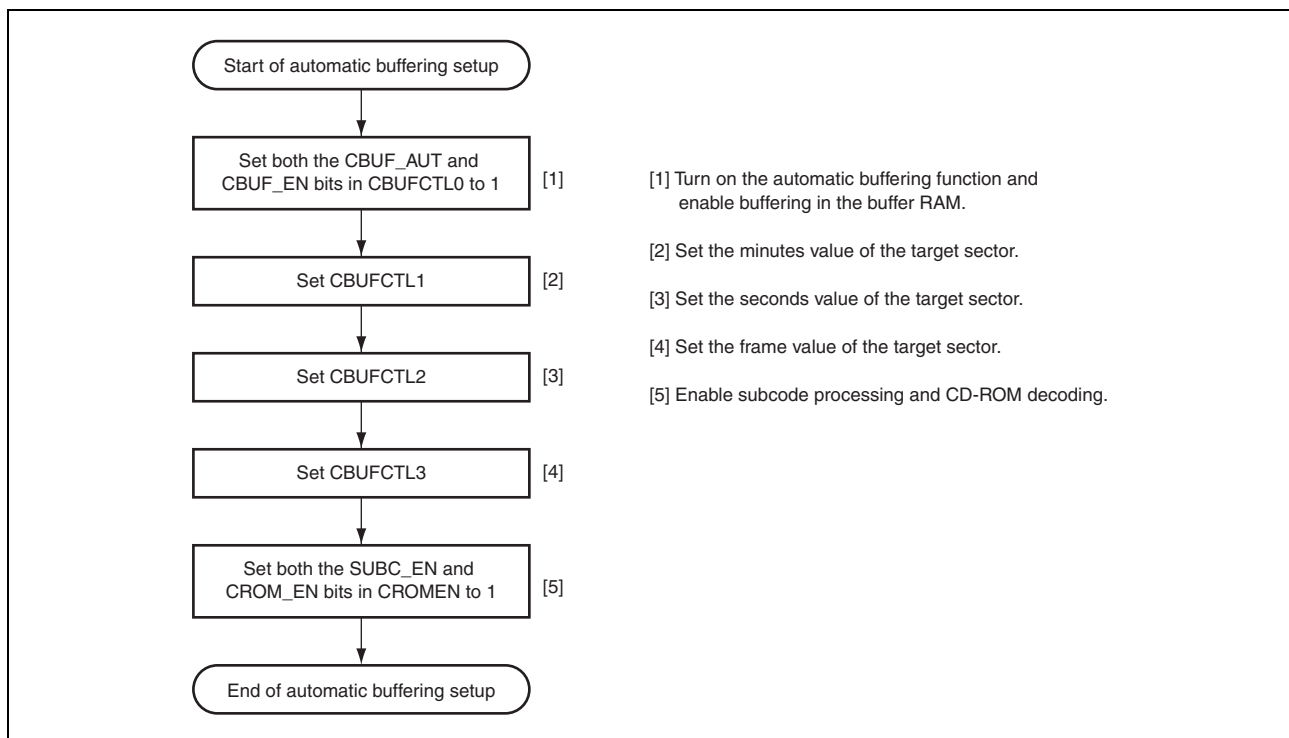 Start of automatic buffering setup
Set both the CBUF_AUT and
CBUF_EN bits in CBUFCTL0 to 1
[1]
Set CBUFCTL1
[2]
Set CBUFCTL2
[3]
Set CBUFCTL3
[4]
Set both the SUBC_EN and
CROM_EN bits in CROMEN to 1
[5]
End of automatic buffering setup
[1] Turn on the automatic buffering function and
enable buffering in the buffer RAM.
[2] Set the minutes value of the target sector.
[3] Set the seconds value of the target sector.
[4] Set the frame value of the target sector.
[5] Enable subcode processing and CD-ROM decoding.